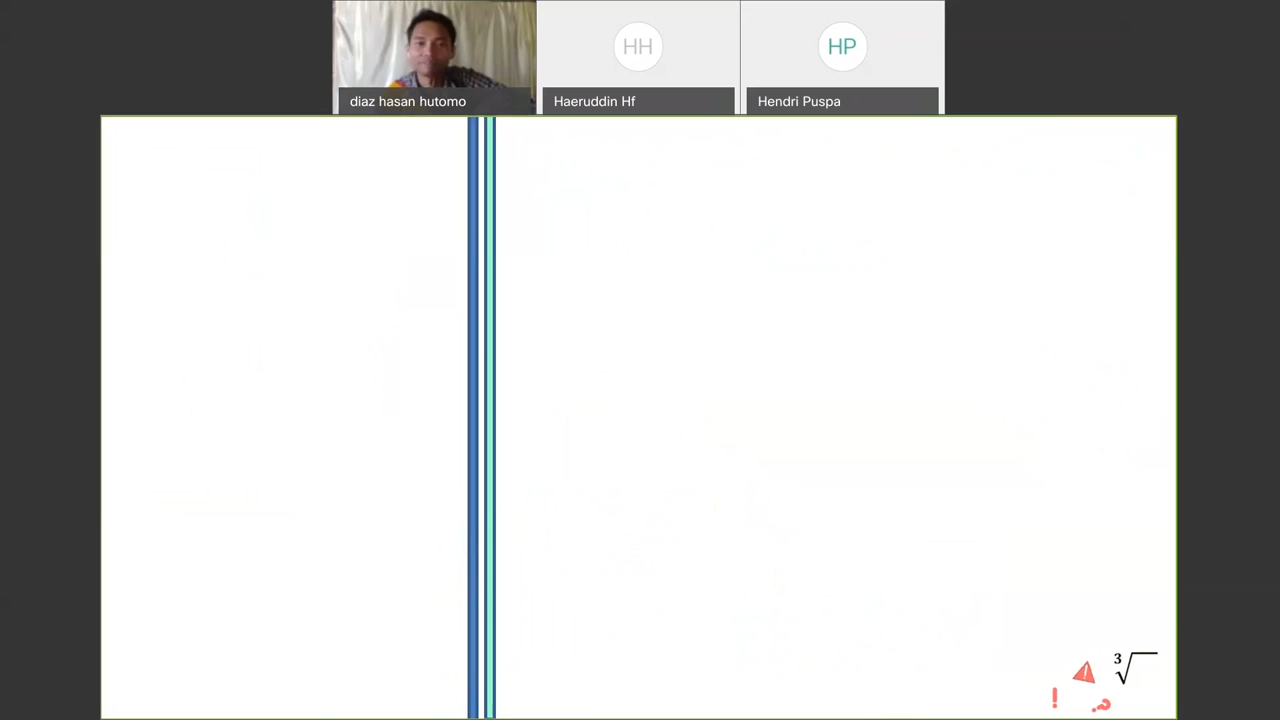 HH
HP
diaz hasan hutomo
Haeruddin Hf
Hendri Puspa
3√
!
!
?